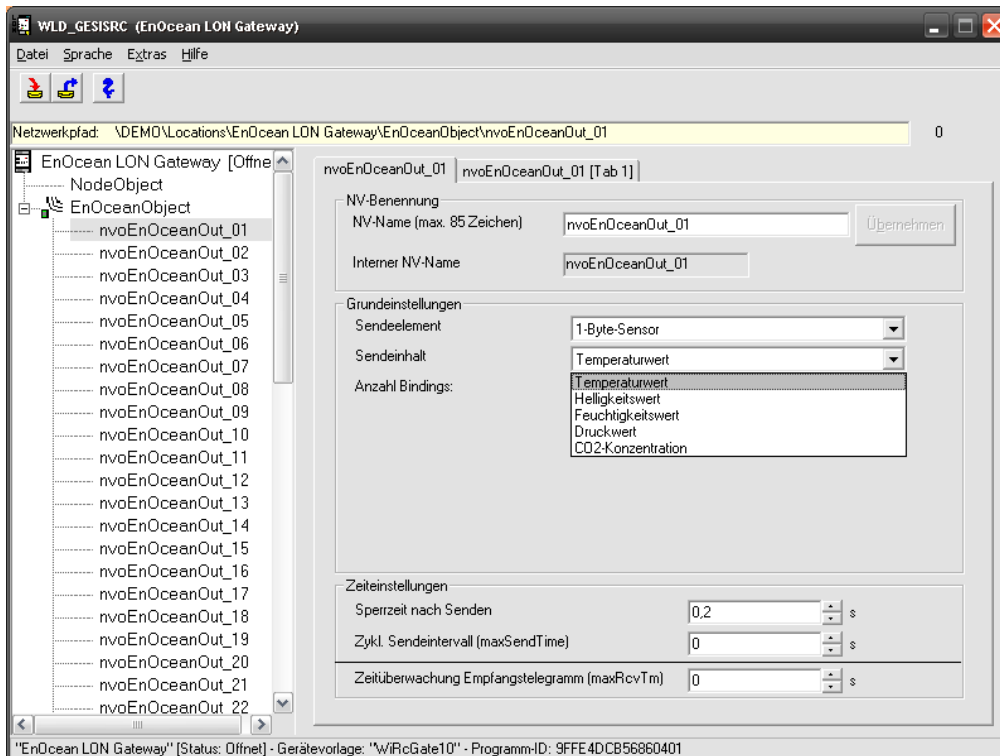 WLD_GESISRC (EnOcean LON Gateway)
Datei Sprache Extras Hilfe
Netzwerkpfad: \DEMO\Locations\EnOcean LON Gateway\EnOceanObject\nvoEnOceanOut_01 0
EnOcean LON Gateway [Offne
NodeObject
EnOceanObject
nvoEnOceanOut_01
nvoEnOceanOut_02
nvoEnOceanOut_03
nvoEnOceanOut_04
nvoEnOceanOut_05
nvoEnOceanOut_06
nvoEnOceanOut_07
nvoEnOceanOut_08
nvoEnOceanOut_09
nvoEnOceanOut_10
nvoEnOceanOut_11
nvoEnOceanOut_12
nvoEnOceanOut_13
nvoEnOceanOut_14
nvoEnOceanOut_15
nvoEnOceanOut_16
nvoEnOceanOut_17
nvoEnOceanOut_18
nvoEnOceanOut_19
nvoEnOceanOut_20
nvoEnOceanOut_21
nvoEnOceanOut_22
nvoEnOceanOut_01 nvoEnOceanOut_01 [Tab 1]
NV-Benennung
NV-Name (max. 85 Zeichen) nvoEnOceanOut_01 Übernehmen
Interner NV-Name nvoEnOceanOut_01
Grundeinstellungen
Sendeelement 1-Byte-Sensor
Sendeinhalt Temperaturwert
Anzahl Bindings:
Temperaturwert
Helligkeitswert
Feuchtigkeitswert
Druckwert
CO2-Konzentration
Zeiteinstellungen
Sperrzeit nach Senden 0,2 s
Zykl. Sendeintervall (maxSendTime) 0 s
Zeitüberwachung Empfangstelegramm (maxRcvTm) 0 s
"EnOcean LON Gateway" [Status: Offnet] - Gerätevorlage: "WiRcGate10" - Programm-ID: 9FFE4DCB56860401